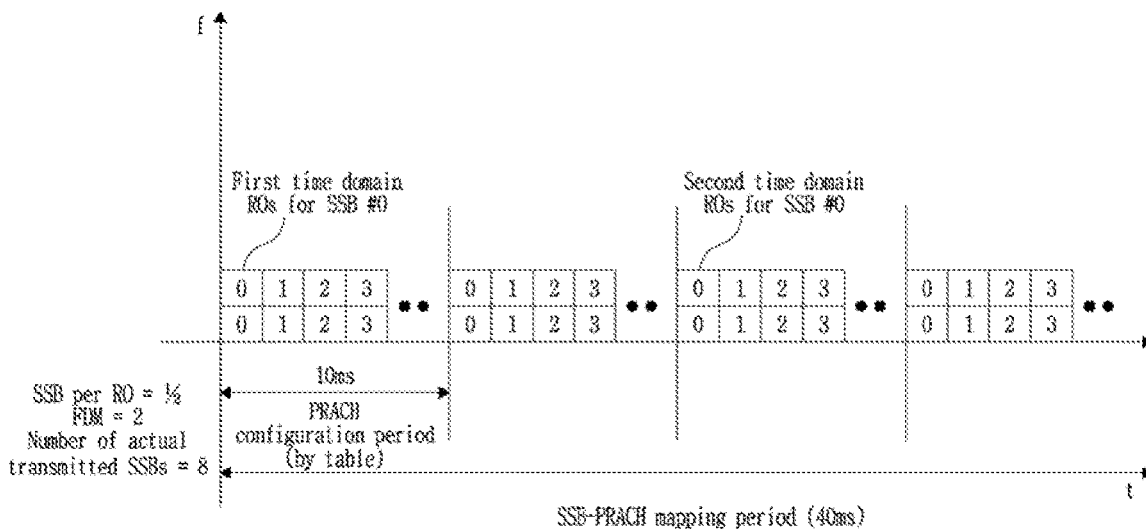 f
First time domain
ROs for SSB #0
Second time domain
ROs for SSB #0
0 1 2 3 0 1 2 3 0 1 2 3 0 1 2 3
0 1 2 3 0 1 2 3 0 1 2 3 0 1 2 3
SSB per RO = ½
FDM = 2
Number of actual
transmitted SSBs = 8
10ms
PRACH
configuration period
(by table)
t
SSB-PRACH mapping period (40ms)